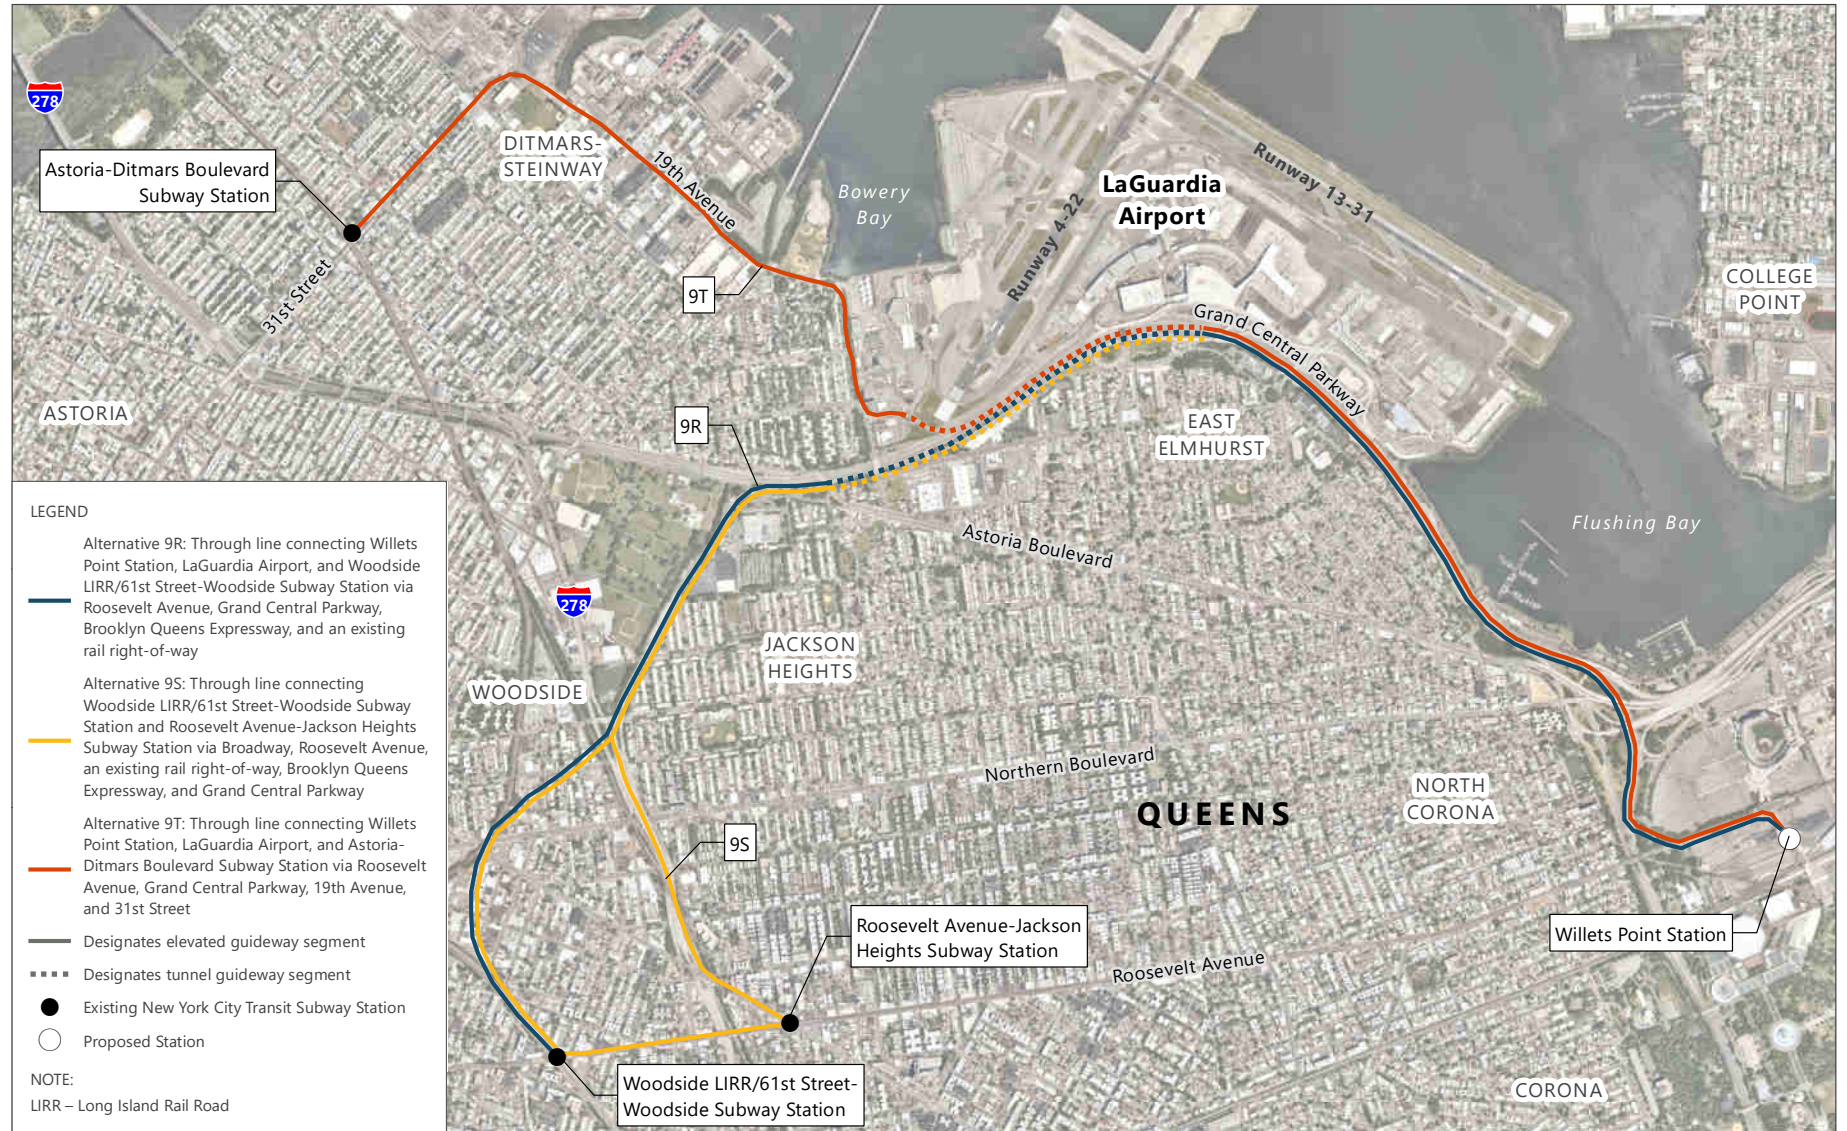 278
Astoria-Ditmars Boulevard
Subway Station
31st Street
DITMARS-
STEINWAY
19th Avenue
9T
Bowery
Bay
Runway 4-22
LaGuardia
Airport
Runway 13-31
Grand Central Parkway
COLLEGE
POINT
ASTORIA
9R
EAST
ELMHURST
Astoria Boulevard
Flushing Bay
278
JACKSON
HEIGHTS
WOODSIDE
Northern Boulevard
QUEENS
NORTH
CORONA
9S
Roosevelt Avenue-Jackson
Heights Subway Station
Roosevelt Avenue
Willets Point Station
Woodside LIRR/61st Street-
Woodside Subway Station
CORONA
LEGEND
Alternative 9R: Through line connecting Willets
Point Station, LaGuardia Airport, and Woodside
LIRR/61st Street-Woodside Subway Station via
Roosevelt Avenue, Grand Central Parkway,
Brooklyn Queens Expressway, and an existing
rail right-of-way
Alternative 9S: Through line connecting
Woodside LIRR/61st Street-Woodside Subway
Station and Roosevelt Avenue-Jackson Heights
Subway Station via Broadway, Roosevelt Avenue,
an existing rail right-of-way, Brooklyn Queens
Expressway, and Grand Central Parkway
Alternative 9T: Through line connecting Willets
Point Station, LaGuardia Airport, and Astoria-
Ditmars Boulevard Subway Station via Roosevelt
Avenue, Grand Central Parkway, 19th Avenue,
and 31st Street
Designates elevated guideway segment
Designates tunnel guideway segment
Existing New York City Transit Subway Station
Proposed Station
NOTE:
LIRR – Long Island Rail Road